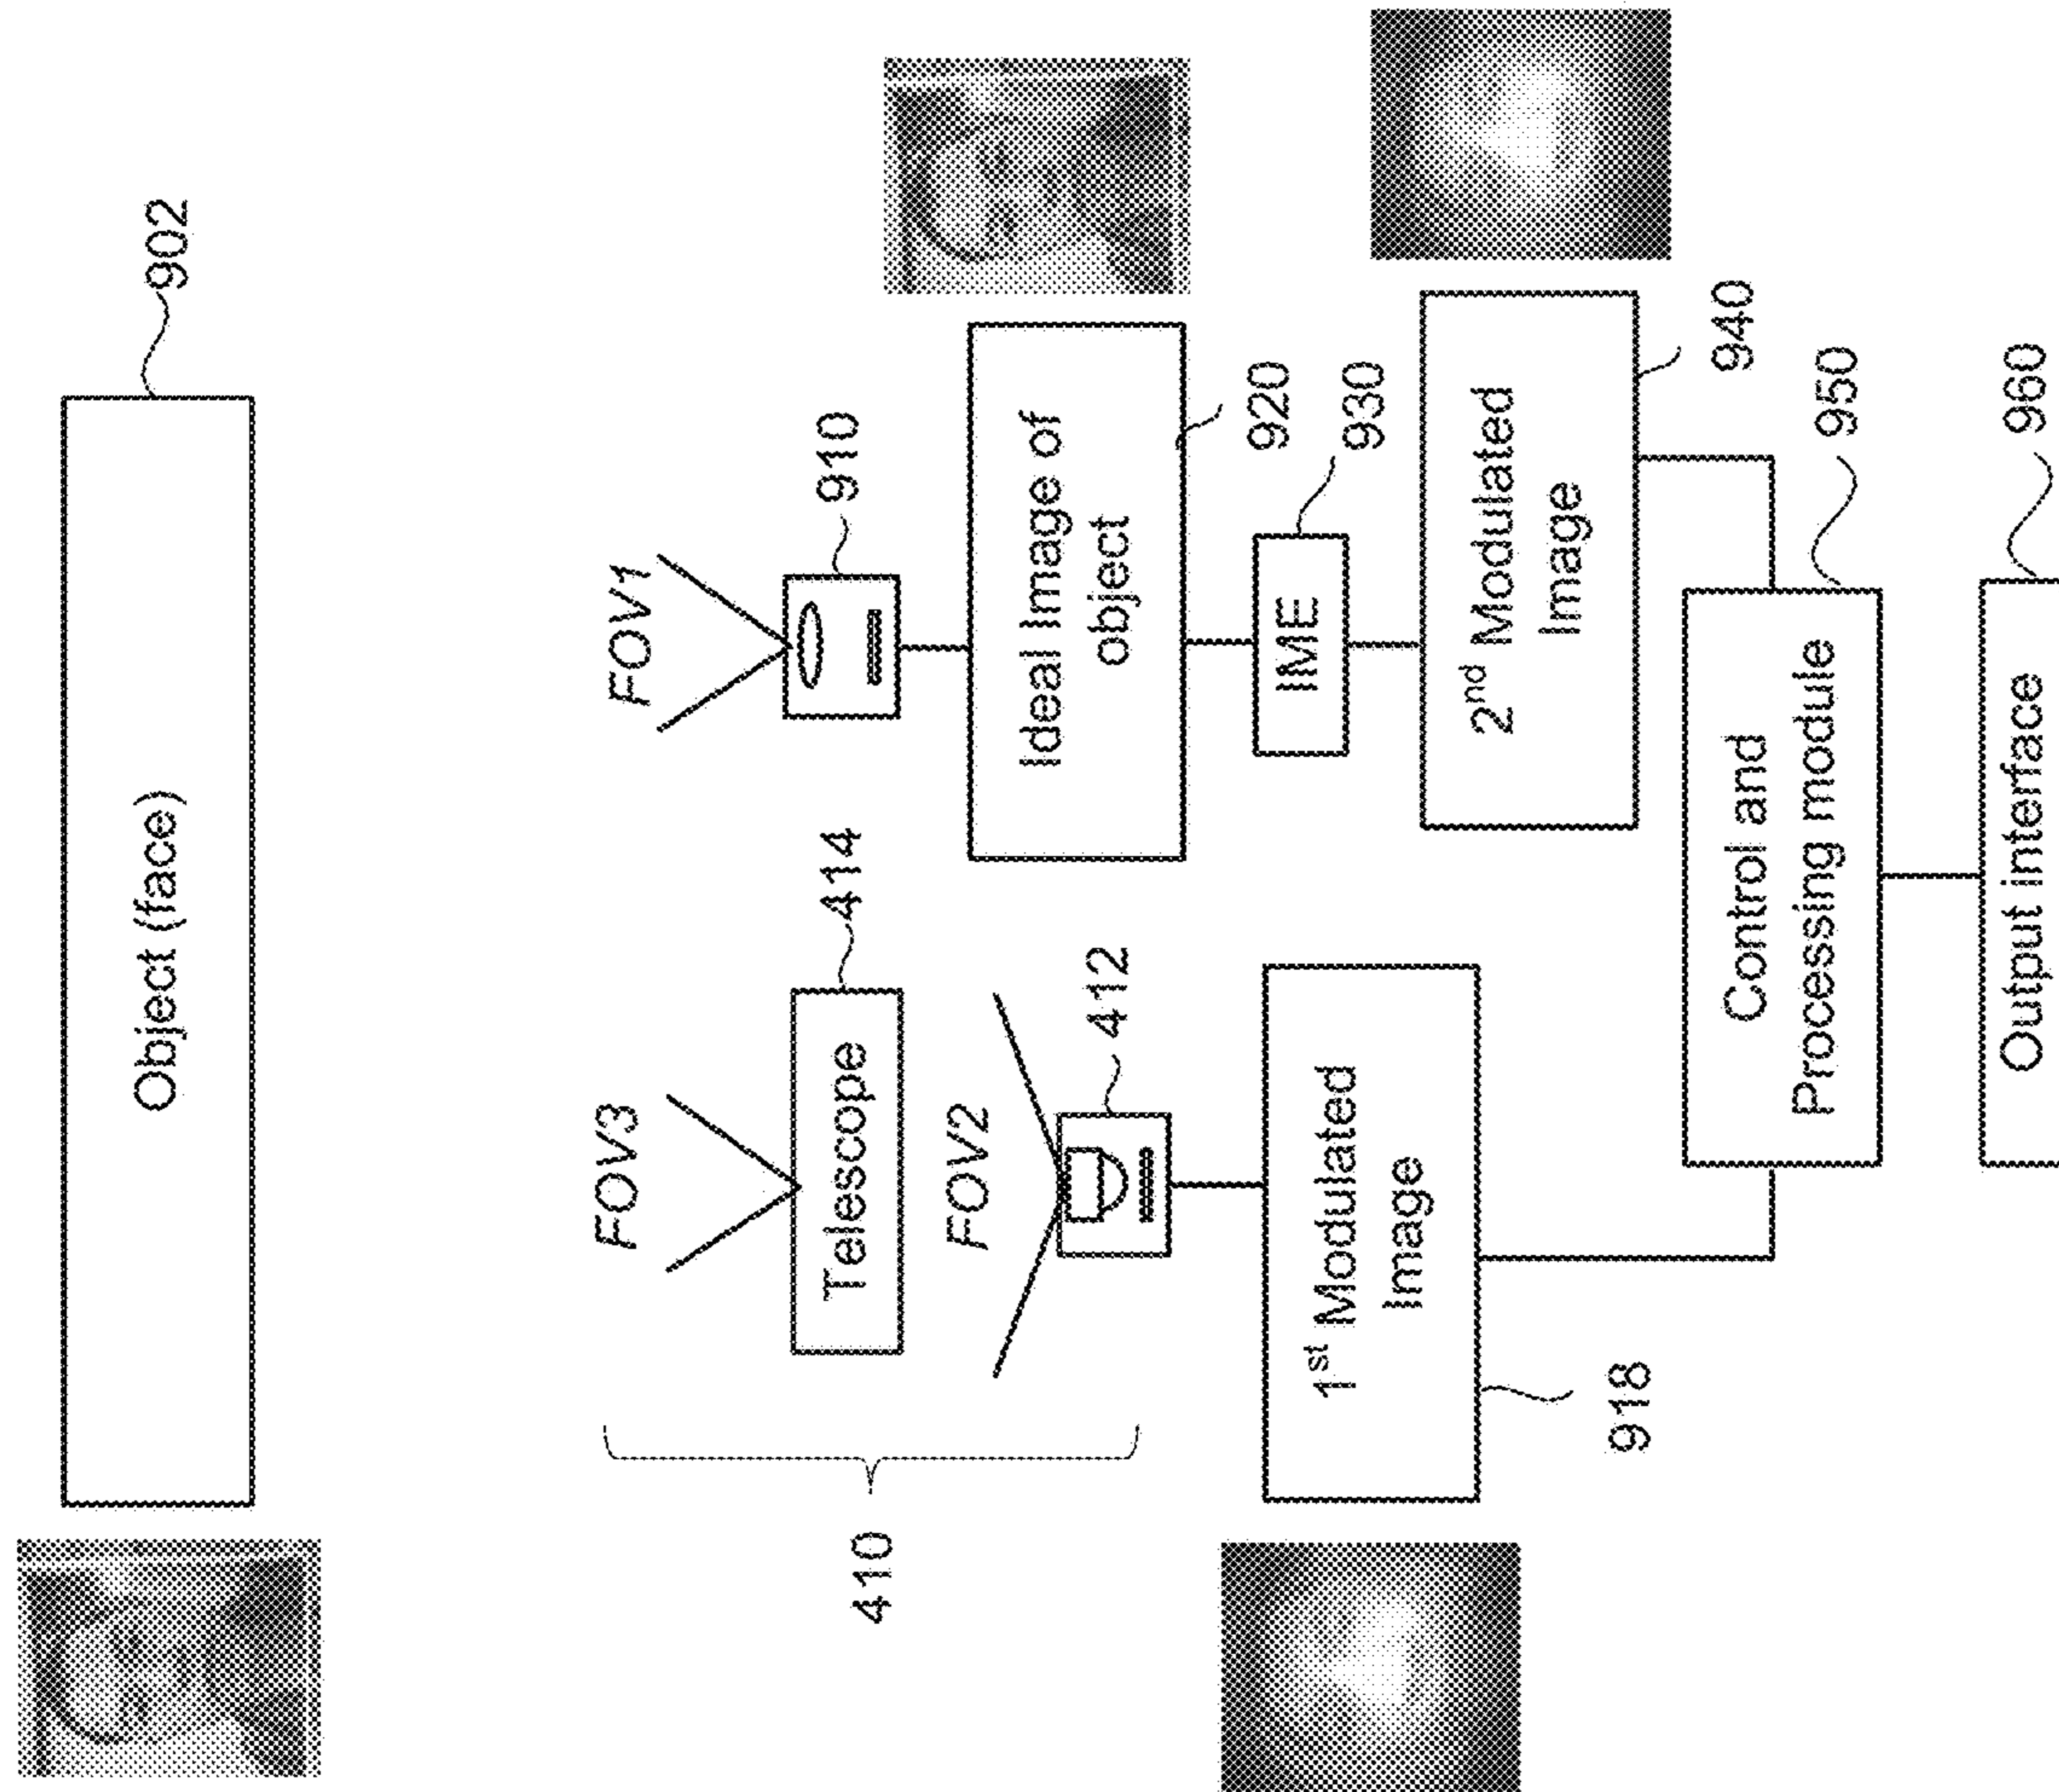 Object (face)
902
FOV3
FOV1
Telescope
414
910
410
FOV2
412
Ideal Image of
object
920
1st Modulated
Image
918
IME
930
2nd Modulated
Image
940
Control and
Processing module
950
Output interface
960